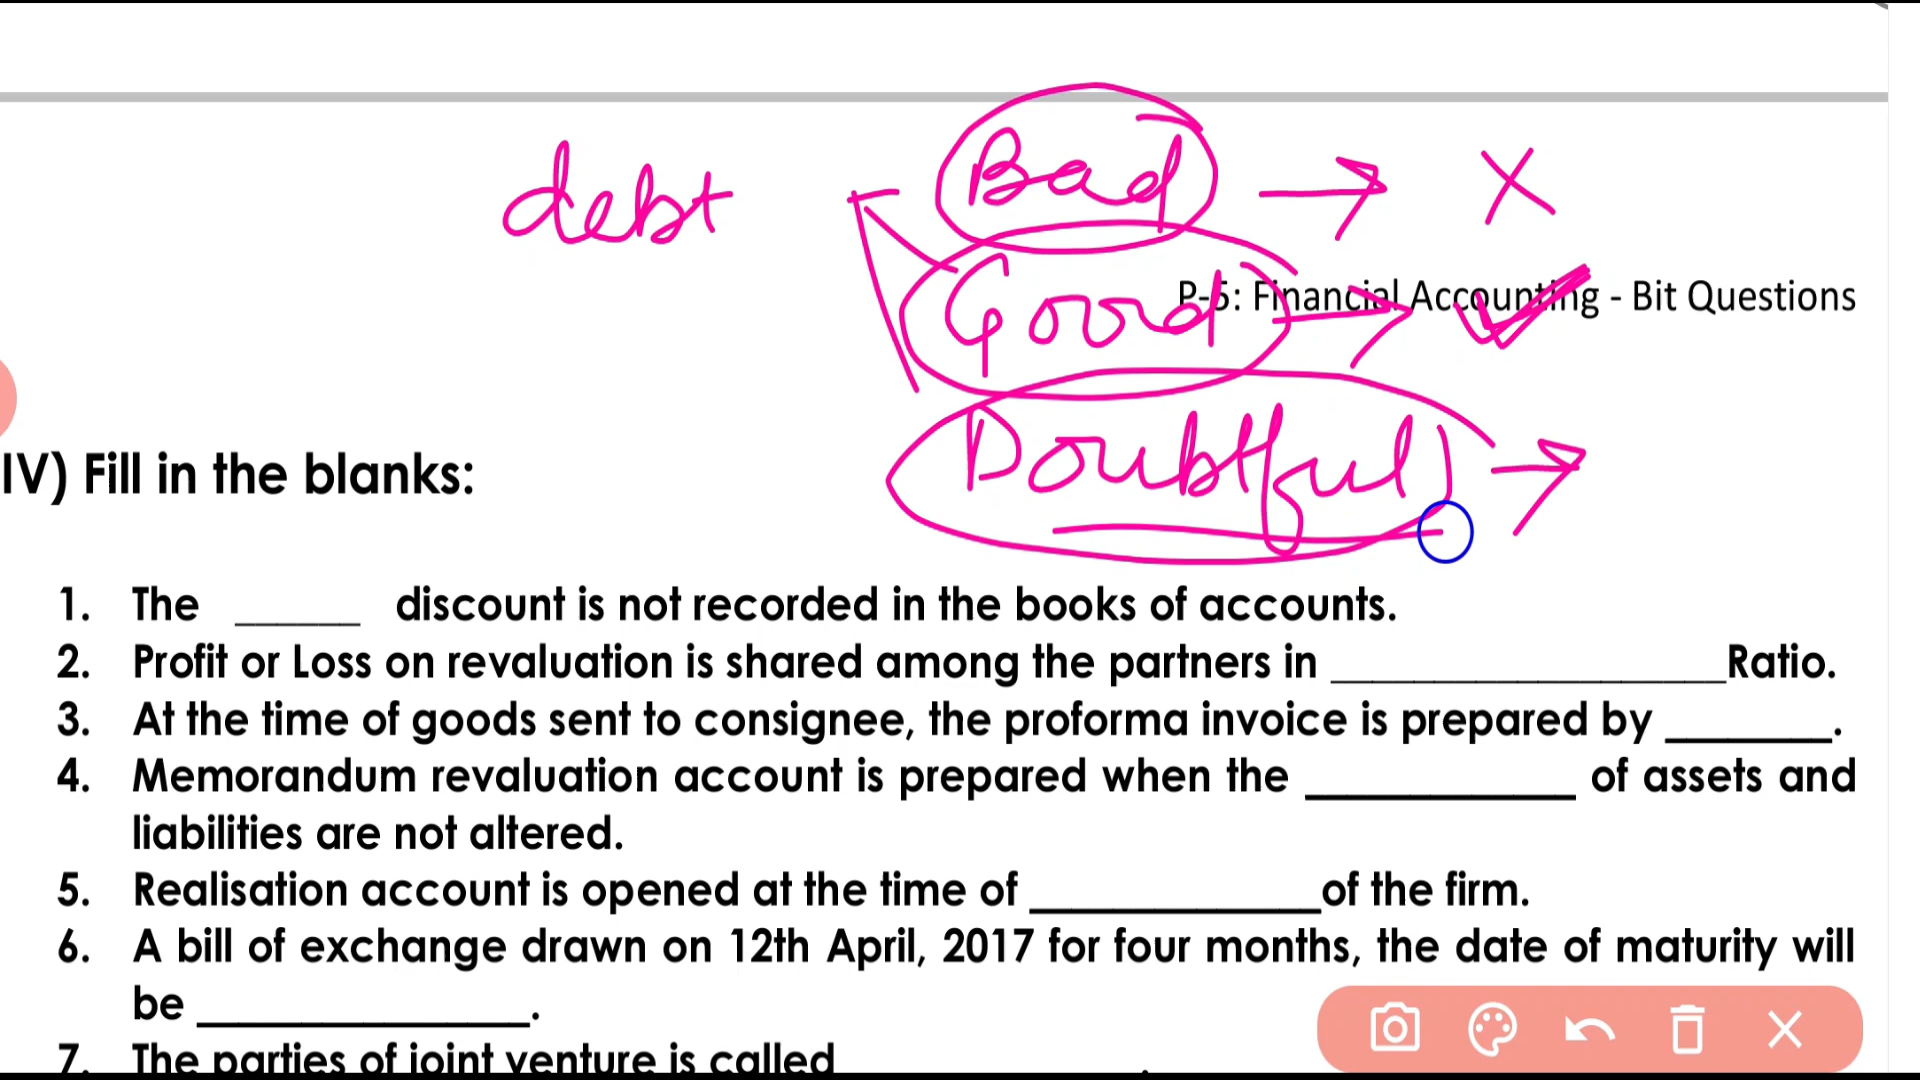 debt Bad → X
Good → ✓
P-5: Financial Accounting - Bit Questions
Doubtful →
IV) Fill in the blanks:
1. The ______ discount is not recorded in the books of accounts.
2. Profit or Loss on revaluation is shared among the partners in ___________________Ratio.
3. At the time of goods sent to consignee, the proforma invoice is prepared by ________.
4. Memorandum revaluation account is prepared when the _____________ of assets and
liabilities are not altered.
5. Realisation account is opened at the time of ______________of the firm.
6. A bill of exchange drawn on 12th April, 2017 for four months, the date of maturity will
be ________________.
7. The parties of joint venture is called ______________.